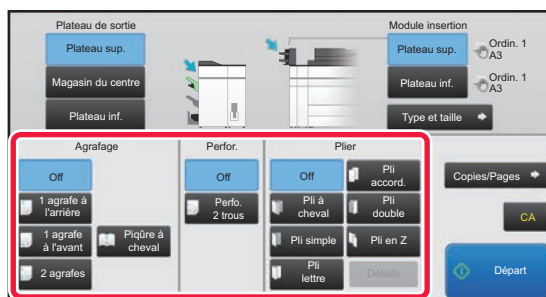 Plateau de sortie
Plateau sup.
Magasin du centre
Plateau inf.
Module insertion
Plateau sup.
Ordin. 1
A3
Plateau inf.
Ordin. 1
A3
Type et taille
Agrafage
Off
1 agrafe à
l'arrière
1 agrafe
à l'avant
Piqûre à
cheval
2 agrafes
Perfor.
Off
Perfo.
2 trous
Plier
Off
Pli
accord.
Pli à
cheval
Pli
double
Pli simple
Pli en Z
Pli
lettre
Détails
Copies/Pages
CA
Départ